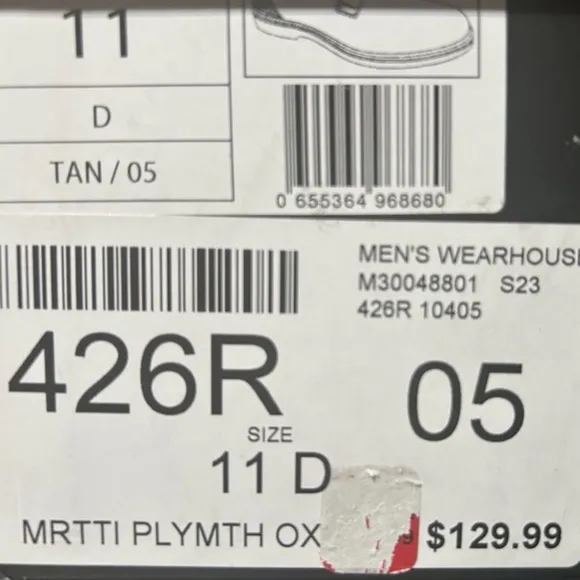 11
D
TAN / 05
0 655364 968680
MEN'S WEARHOUS
M30048801 S23
426R 10405
426R
05
SIZE
11 D
MRTTI PLYMTH OX
$129.99